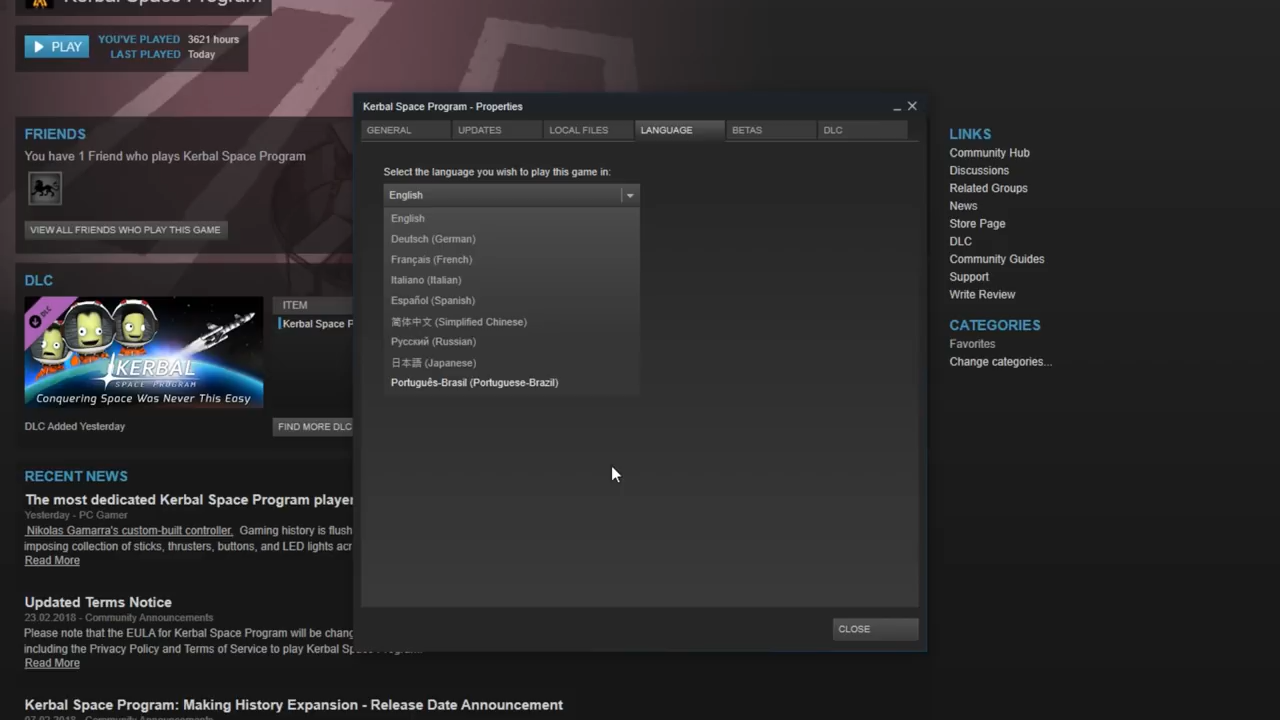 Kerbal Space Program
PLAY
YOU'VE PLAYED 3621 hours
LAST PLAYED Today
FRIENDS
You have 1 Friend who plays Kerbal Space Program
VIEW ALL FRIENDS WHO PLAY THIS GAME
DLC
DLC
KERBAL
SPACE PROGRAM
Conquering Space Was Never This Easy
ITEM
Kerbal Space P
DLC Added Yesterday
FIND MORE DLC
RECENT NEWS
The most dedicated Kerbal Space Program player
Yesterday - PC Gamer
Nikolas Gamarra's custom-built controller. Gaming history is flush
imposing collection of sticks, thrusters, buttons, and LED lights acr
Read More
Updated Terms Notice
23.02.2018 - Community Announcements
Please note that the EULA for Kerbal Space Program will be chang
including the Privacy Policy and Terms of Service to play Kerbal Space Program.
Read More
Kerbal Space Program: Making History Expansion - Release Date Announcement
07.02.2018 - Community Announcements
Kerbal Space Program - Properties
GENERAL
UPDATES
LOCAL FILES
LANGUAGE
BETAS
DLC
Select the language you wish to play this game in:
English
English
Deutsch (German)
Français (French)
Italiano (Italian)
Español (Spanish)
简体中文 (Simplified Chinese)
Русский (Russian)
日本語 (Japanese)
Português-Brasil (Portuguese-Brazil)
CLOSE
LINKS
Community Hub
Discussions
Related Groups
News
Store Page
DLC
Community Guides
Support
Write Review
CATEGORIES
Favorites
Change categories...